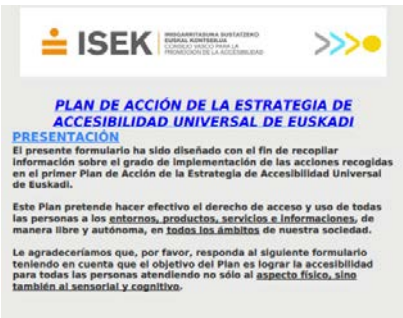 ISEK
IRISGARRITASUNA SUSTATZEKO
EUSKAL KONTSEILUA
CONSEJO VASCO PARA LA
PROMOCIÓN DE LA ACCESIBILIDAD
PLAN DE ACCIÓN DE LA ESTRATEGIA DE
ACCESIBILIDAD UNIVERSAL DE EUSKADI
PRESENTACIÓN
El presente formulario ha sido diseñado con el fin de recopilar
información sobre el grado de implementación de las acciones recogidas
en el primer Plan de Acción de la Estrategia de Accesibilidad Universal
de Euskadi.
Este Plan pretende hacer efectivo el derecho de acceso y uso de todas
las personas a los entornos, productos, servicios e informaciones, de
manera libre y autónoma, en todos los ámbitos de nuestra sociedad.
Le agradeceríamos que, por favor, responda al siguiente formulario
teniendo en cuenta que el objetivo del Plan es lograr la accesibilidad
para todas las personas atendiendo no sólo al aspecto físico, sino
también al sensorial y cognitivo.